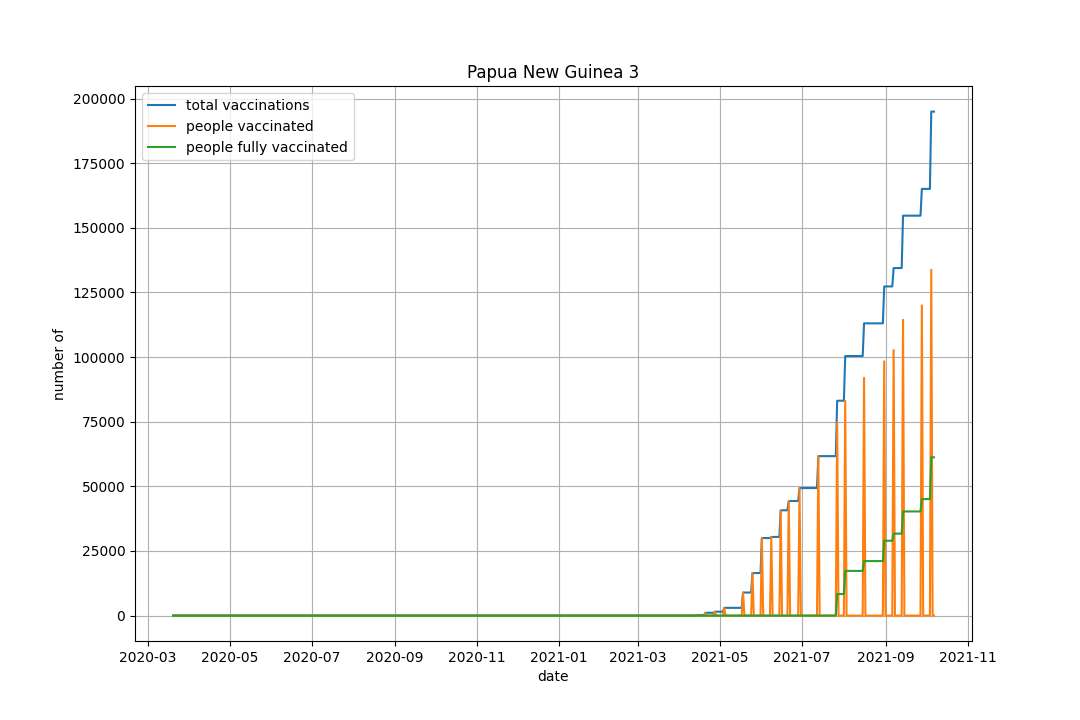 Papua New Guinea 3
total vaccinations
people vaccinated
people fully vaccinated
200000
175000
150000
125000
100000
75000
50000
25000
0
number of
2020-03 2020-05 2020-07 2020-09 2020-11 2021-01 2021-03 2021-05 2021-07 2021-09 2021-11
date